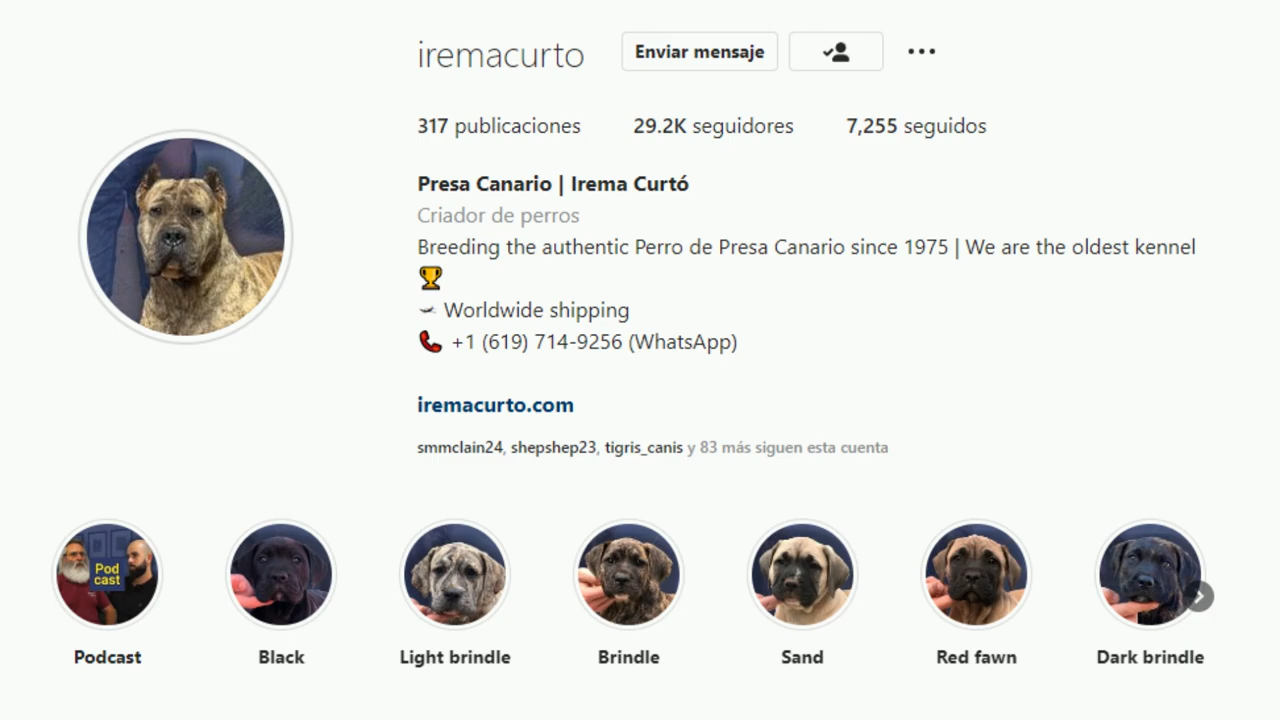 iremacurto Enviar mensaje
317 publicaciones 29.2K seguidores 7,255 seguidos
Presa Canario | Irema Curtó
Criador de perros
Breeding the authentic Perro de Presa Canario since 1975 | We are the oldest kennel
Worldwide shipping
+1 (619) 714-9256 (WhatsApp)
iremacurto.com
smmclain24, shepshep23, tigris_canis y 83 más siguen esta cuenta
Pod
cast
Podcast Black Light brindle Brindle Sand Red fawn Dark brindle